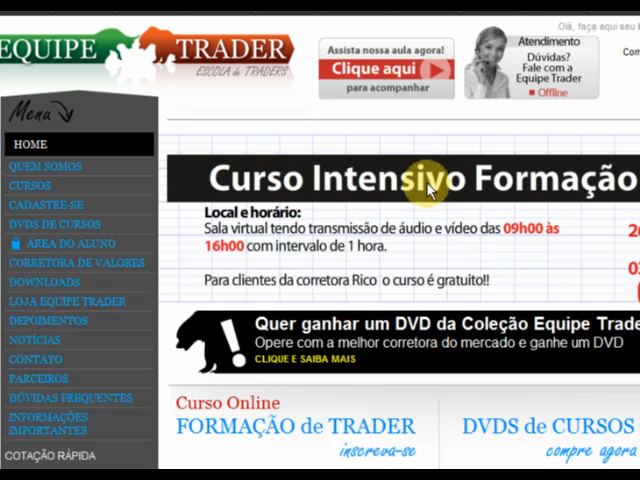 Olá, faça aqui seu
EQUIPE TRADER
ESCOLA de TRADERS
Assista nossa aula agora!
Clique aqui
para acompanhar
Atendimento
Dúvidas?
Fale com a
Equipe Trader
Offline
Com
Menu
HOME
QUEM SOMOS
CURSOS
CADASTRE-SE
DVDS DE CURSOS
ÁREA DO ALUNO
CORRETORA DE VALORES
DOWNLOADS
LOJA EQUIPE TRADER
DEPOIMENTOS
NOTÍCIAS
CONTATO
PARCEIROS
DÚVIDAS FREQUENTES
INFORMAÇÕES
IMPORTANTES
COTAÇÃO RÁPIDA
Curso Intensivo Formação
Local e horário:
Sala virtual tendo transmissão de áudio e vídeo das 09h00 às
16h00 com intervalo de 1 hora.
Para clientes da corretora Rico o curso é gratuito!!
Quer ganhar um DVD da Coleção Equipe Trade
Opere com a melhor corretora do mercado e ganhe um DVD
CLIQUE E SAIBA MAIS
Curso Online
FORMAÇÃO de TRADER
inscreva-se
DVDS de CURSOS
compre agora